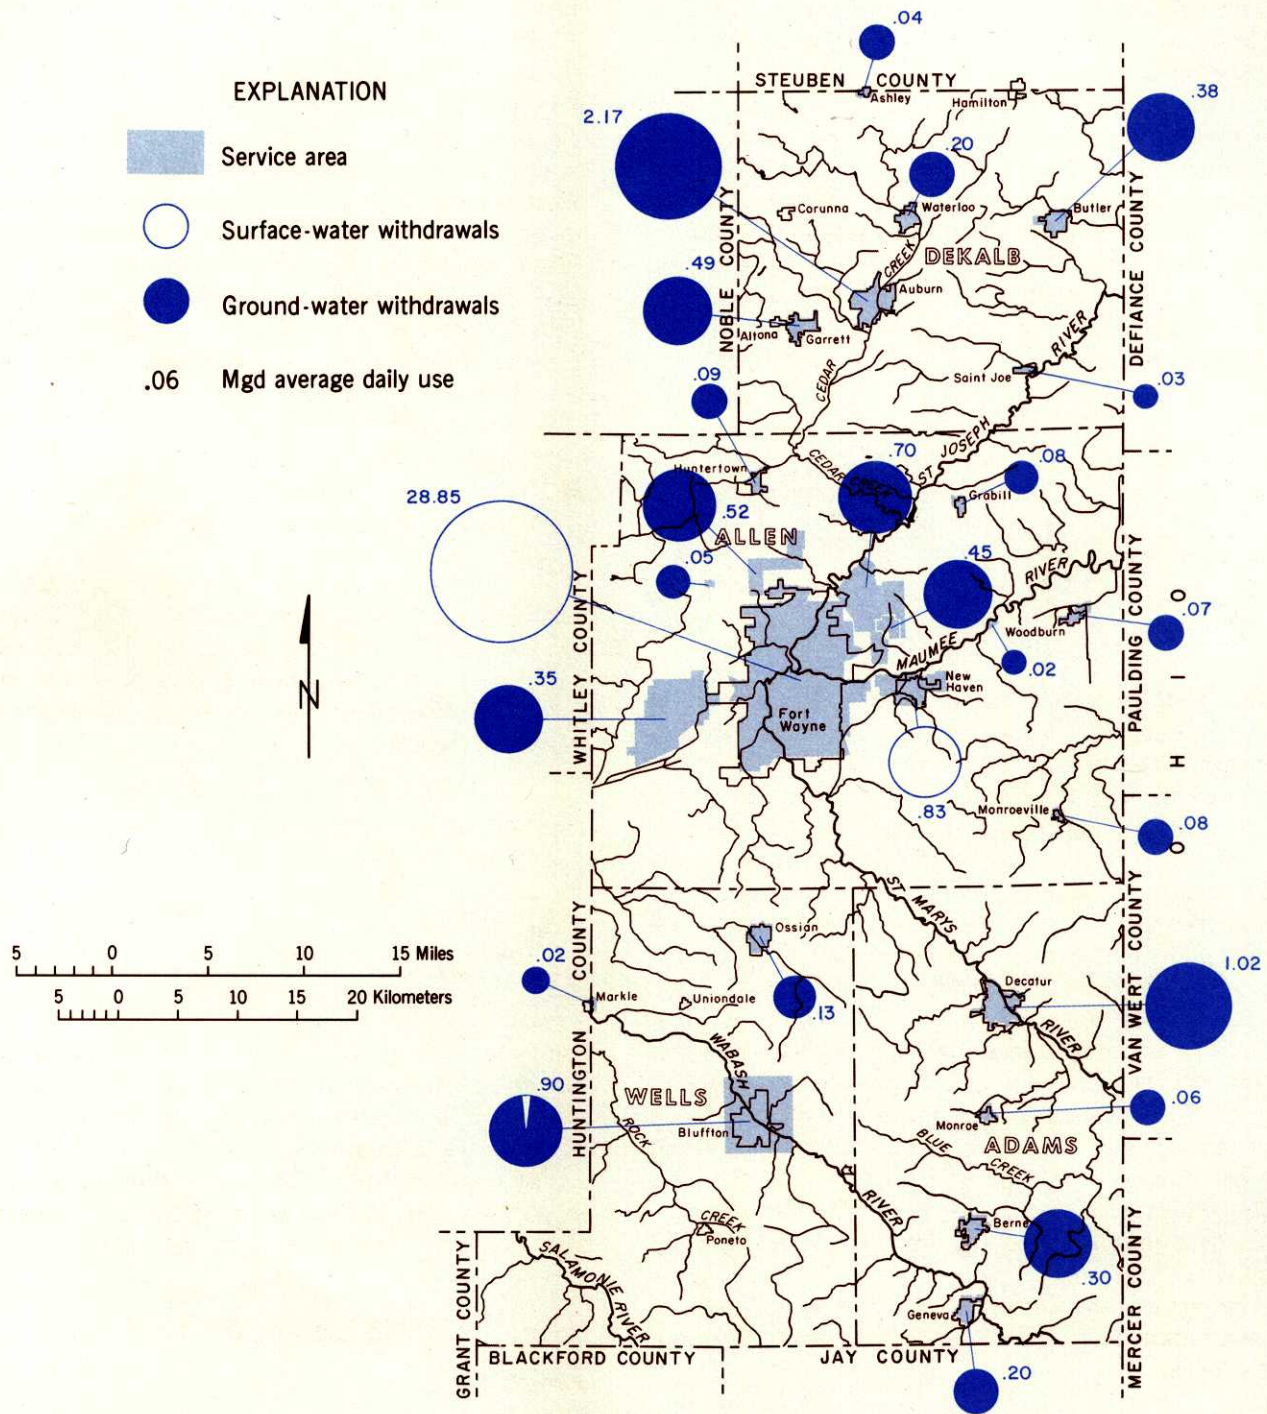 .04
EXPLANATION
STEUBEN COUNTY
Ashley
Hamilton
.38
2.17
Service area
.20
Corunna
Waterloo
Butler
Surface-water withdrawals
NOBLE COUNTY
CREEK
DEKALB
DEFIANCE COUNTY
.49
Auburn
Ground-water withdrawals
Altona
Garrett
RIVER
.06 Mgd average daily use
.09
CEDAR
Saint Joe
.03
ST JOSEPH
Huntertown
CEDAR
CREEK
.70
.08
Grabill
28.85
.52
ALLEN
.05
.45
RIVER
WHITLEY COUNTY
PAULDING COUNTY
OHIO
Woodburn
.07
MAUMEE
.02
.35
New
Haven
N
Fort
Wayne
.83
Monroeville
.08
ST MARYS
HUNTINGTON COUNTY
VAN WERT COUNTY
Ossian
5 0 5 10 15 Miles
.02
1.02
Decatur
5 0 5 10 15 20 Kilometers
Markle
Uniondale
.13
RIVER
WABASH
.90
WELLS
.06
Monroe
Bluffton
ROCK
BLUE
CREEK
ADAMS
RIVER
CREEK
Poneto
Berne
.30
SALAMONIE RIVER
Geneva
GRANT COUNTY
BLACKFORD COUNTY
JAY COUNTY
MERCER COUNTY
.20